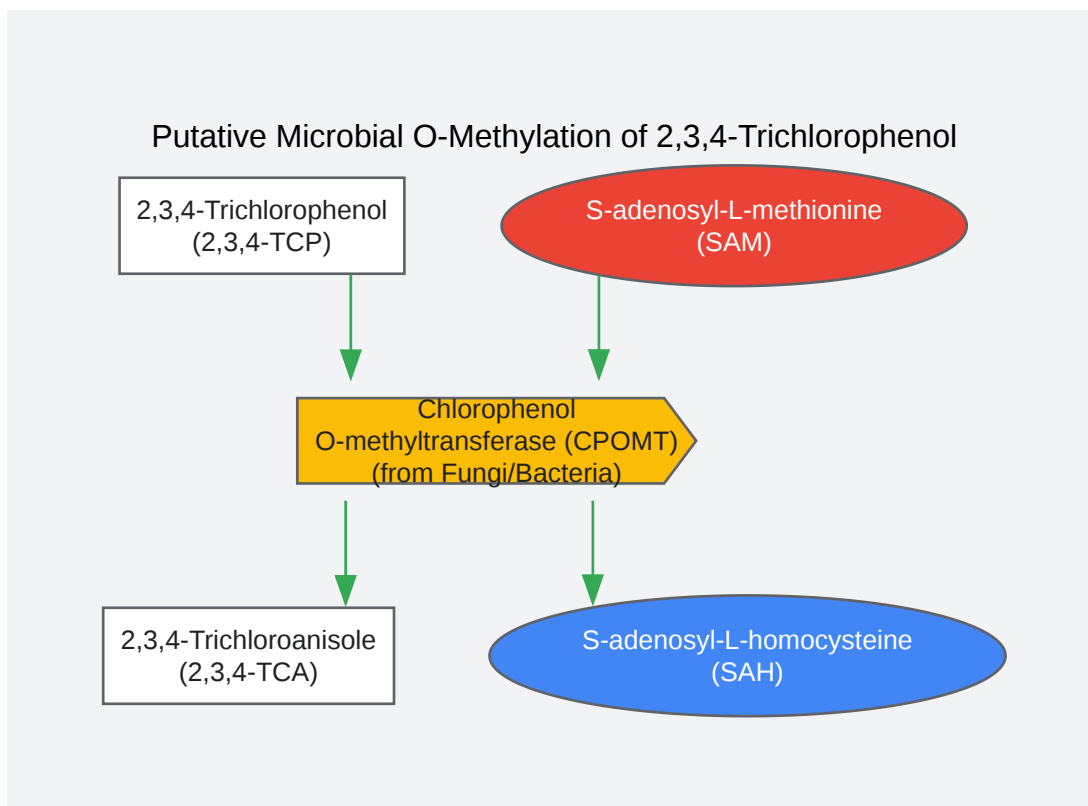 Putative Microbial O-Methylation of 2,3,4-Trichlorophenol
2,3,4-Trichlorophenol
(2,3,4-TCP)
S-adenosyl-L-methionine
(SAM)
Chlorophenol
O-methyltransferase (CPOMT)
(from Fungi/Bacteria)
2,3,4-Trichloroanisole
(2,3,4-TCA)
S-adenosyl-L-homocysteine
(SAH)